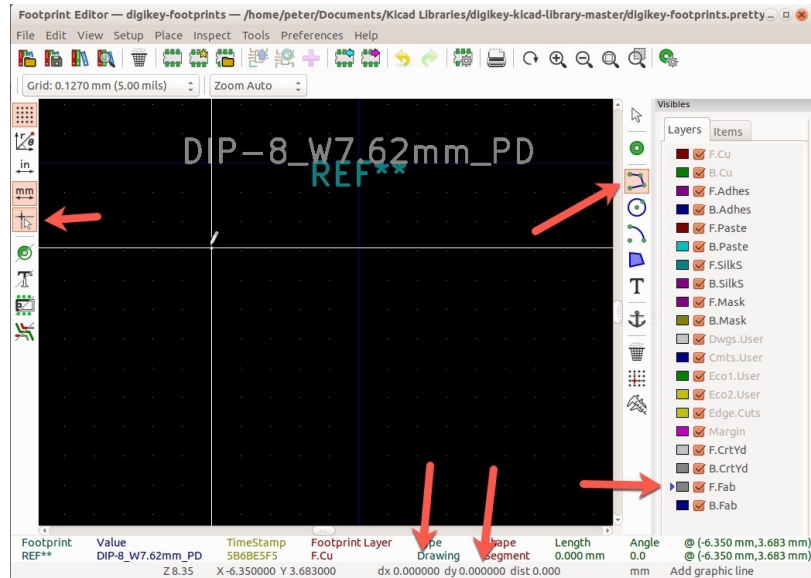 Footprint Editor — digikey-footprints — /home/peter/Documents/Kicad Libraries/digikey-kicad-library-master/digikey-footprints.pretty
File Edit View Setup Place Inspect Tools Preferences Help
Grid: 0.1270 mm (5.00 mils) Zoom Auto
in
mm
DIP-8_W7.62mm_PD
REF**
T
T
Visibles
Layers Items
F.Cu
B.Cu
F.Adhes
B.Adhes
F.Paste
B.Paste
F.SilkS
B.SilkS
F.Mask
B.Mask
Dwgs.User
Cmts.User
Eco1.User
Eco2.User
Edge.Cuts
Margin
F.CrtYd
B.CrtYd
F.Fab
B.Fab
Footprint Value TimeStamp Footprint Layer Shape Length Angle @ (-6.350 mm,3.683 mm)
REF** DIP-8_W7.62mm_PD 5B6BE5F5 F.Cu Drawing Segment 0.000 mm 0.0 @ (-6.350 mm,3.683 mm)
Z 8.35 X -6.350000 Y 3.683000 dx 0.000000 dy 0.000000 dist 0.000 mm Add graphic line